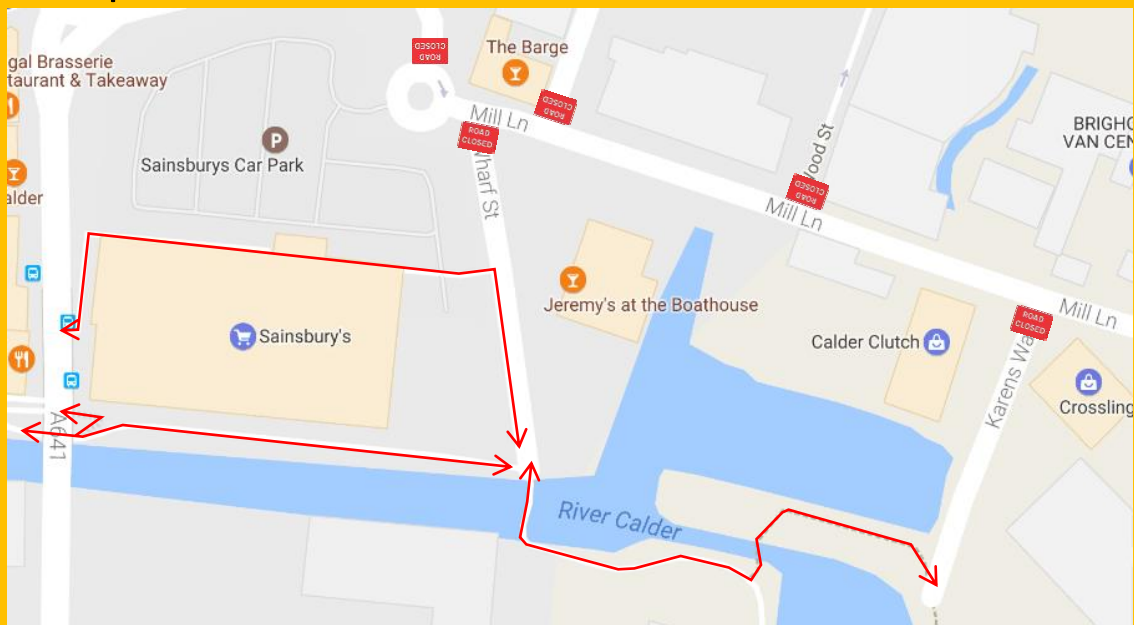 ROAD
CLOSED
The Barge
gal Brasserie
taurant & Takeaway
ROAD
CLOSED
Mill Ln
ROAD
CLOSED
P
Sainsburys Car Park
BRIGHO
VAN CEN
Wood St
alder
Wharf St
ROAD
CLOSED
Mill Ln
Jeremy's at the Boathouse
Mill Ln
ROAD
CLOSED
Sainsbury's
Calder Clutch
Karens Wa
Crossling
A641
River Calder